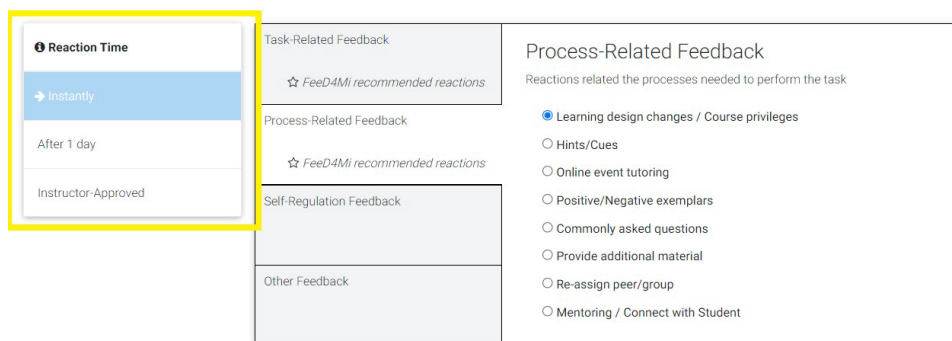 Reaction Time
Instantly
After 1 day
Instructor-Approved
Task-Related Feedback
FeeD4Mi recommended reactions
Process-Related Feedback
FeeD4Mi recommended reactions
Self-Regulation Feedback
Other Feedback
Process-Related Feedback
Reactions related the processes needed to perform the task
Learning design changes / Course privileges
Hints/Cues
Online event tutoring
Positive/Negative exemplars
Commonly asked questions
Provide additional material
Re-assign peer/group
Mentoring / Connect with Student